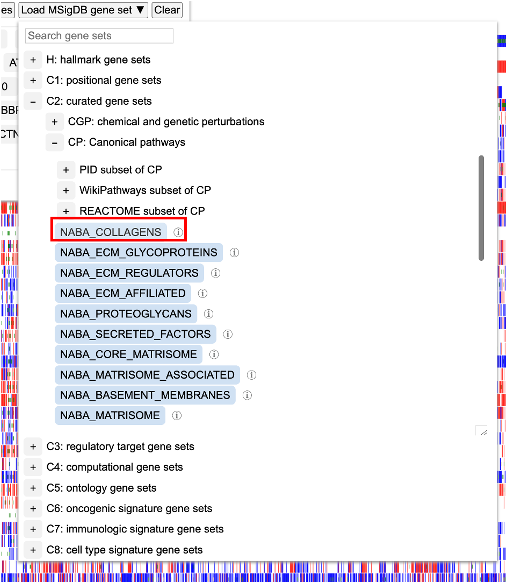 es Load MSigDB gene set ▼ Clear
Search gene sets
+ H: hallmark gene sets
+ C1: positional gene sets
− C2: curated gene sets
+ CGP: chemical and genetic perturbations
− CP: Canonical pathways
+ PID subset of CP
+ WikiPathways subset of CP
+ REACTOME subset of CP
NABA_COLLAGENS ⓘ
NABA_ECM_GLYCOPROTEINS ⓘ
NABA_ECM_REGULATORS ⓘ
NABA_ECM_AFFILIATED ⓘ
NABA_PROTEOGLYCANS ⓘ
NABA_SECRETED_FACTORS ⓘ
NABA_CORE_MATRISOME ⓘ
NABA_MATRISOME_ASSOCIATED ⓘ
NABA_BASEMENT_MEMBRANES ⓘ
NABA_MATRISOME ⓘ
+ C3: regulatory target gene sets
+ C4: computational gene sets
+ C5: ontology gene sets
+ C6: oncogenic signature gene sets
+ C7: immunologic signature gene sets
+ C8: cell type signature gene sets